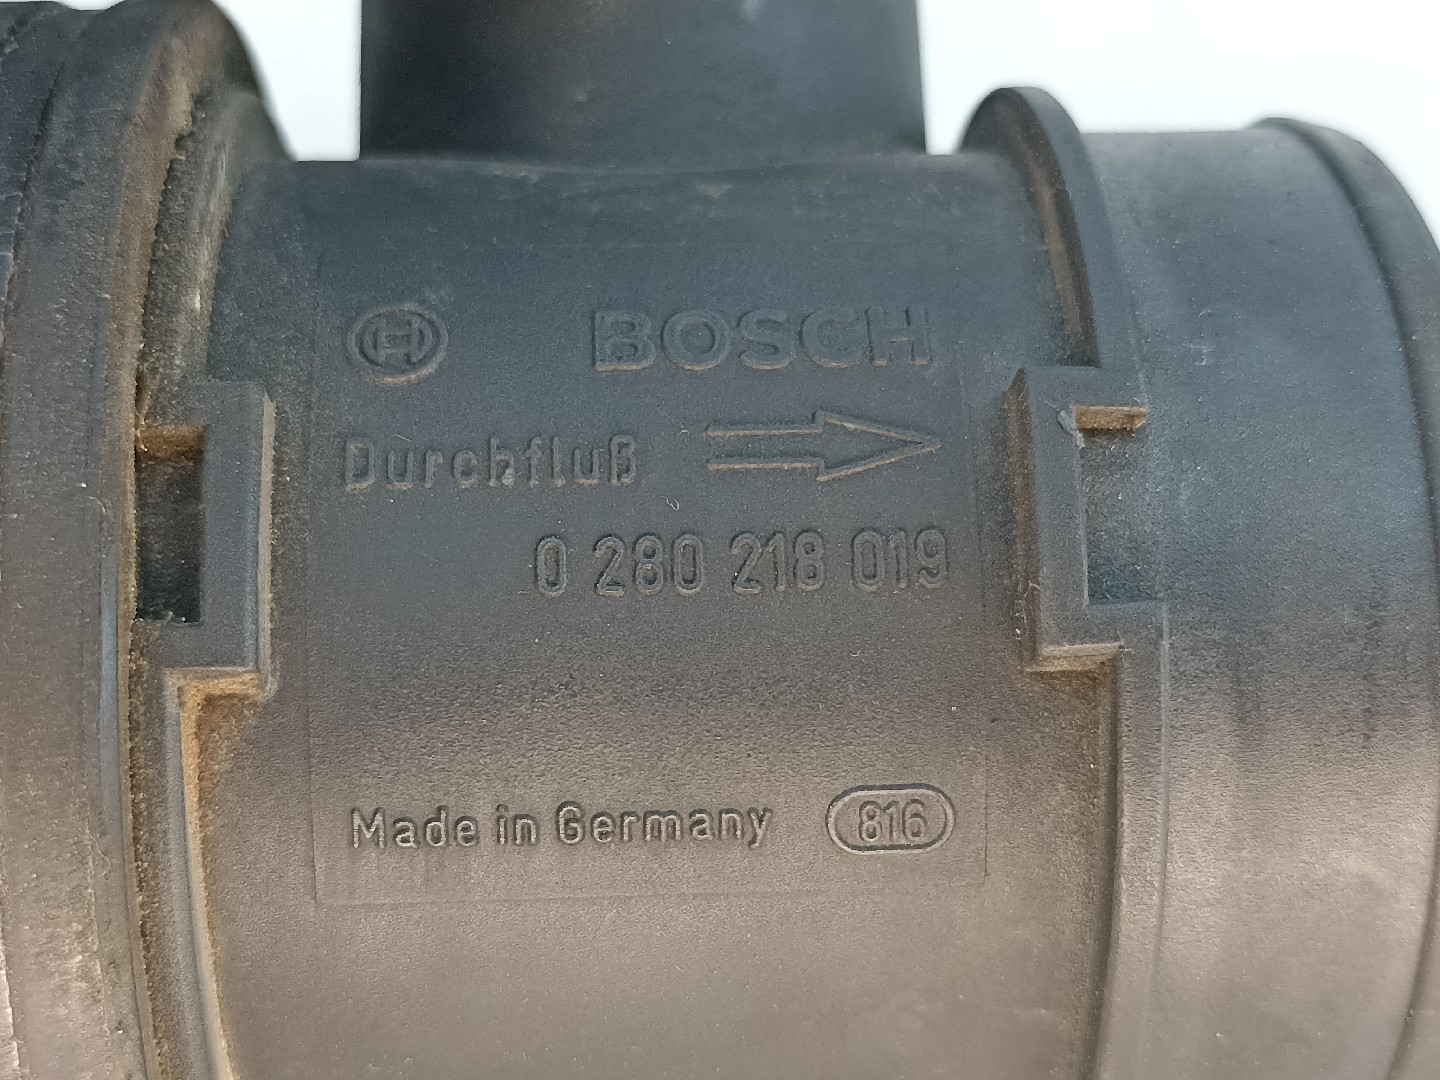 BOSCH
Durchfluß
0 280 218 019
Made in Germany 816